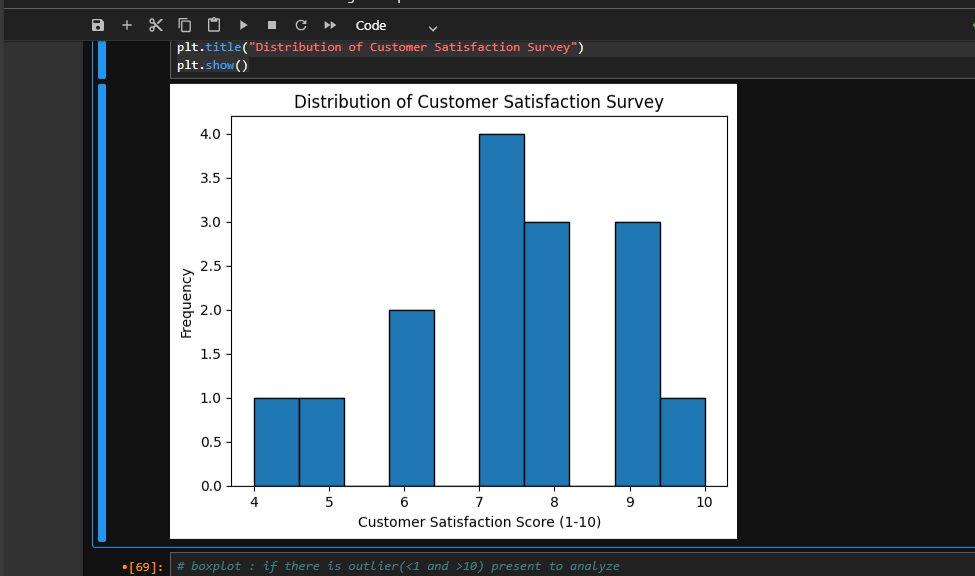 Code
plt.title("Distribution of Customer Satisfaction Survey")
plt.show()
Distribution of Customer Satisfaction Survey
4.0
3.5
3.0
2.5
2.0
1.5
1.0
0.5
0.0
Frequency
4 5 6 7 8 9 10
Customer Satisfaction Score (1-10)
•[69]: # boxplot : if there is outlier(<1 and >10) present to analyze